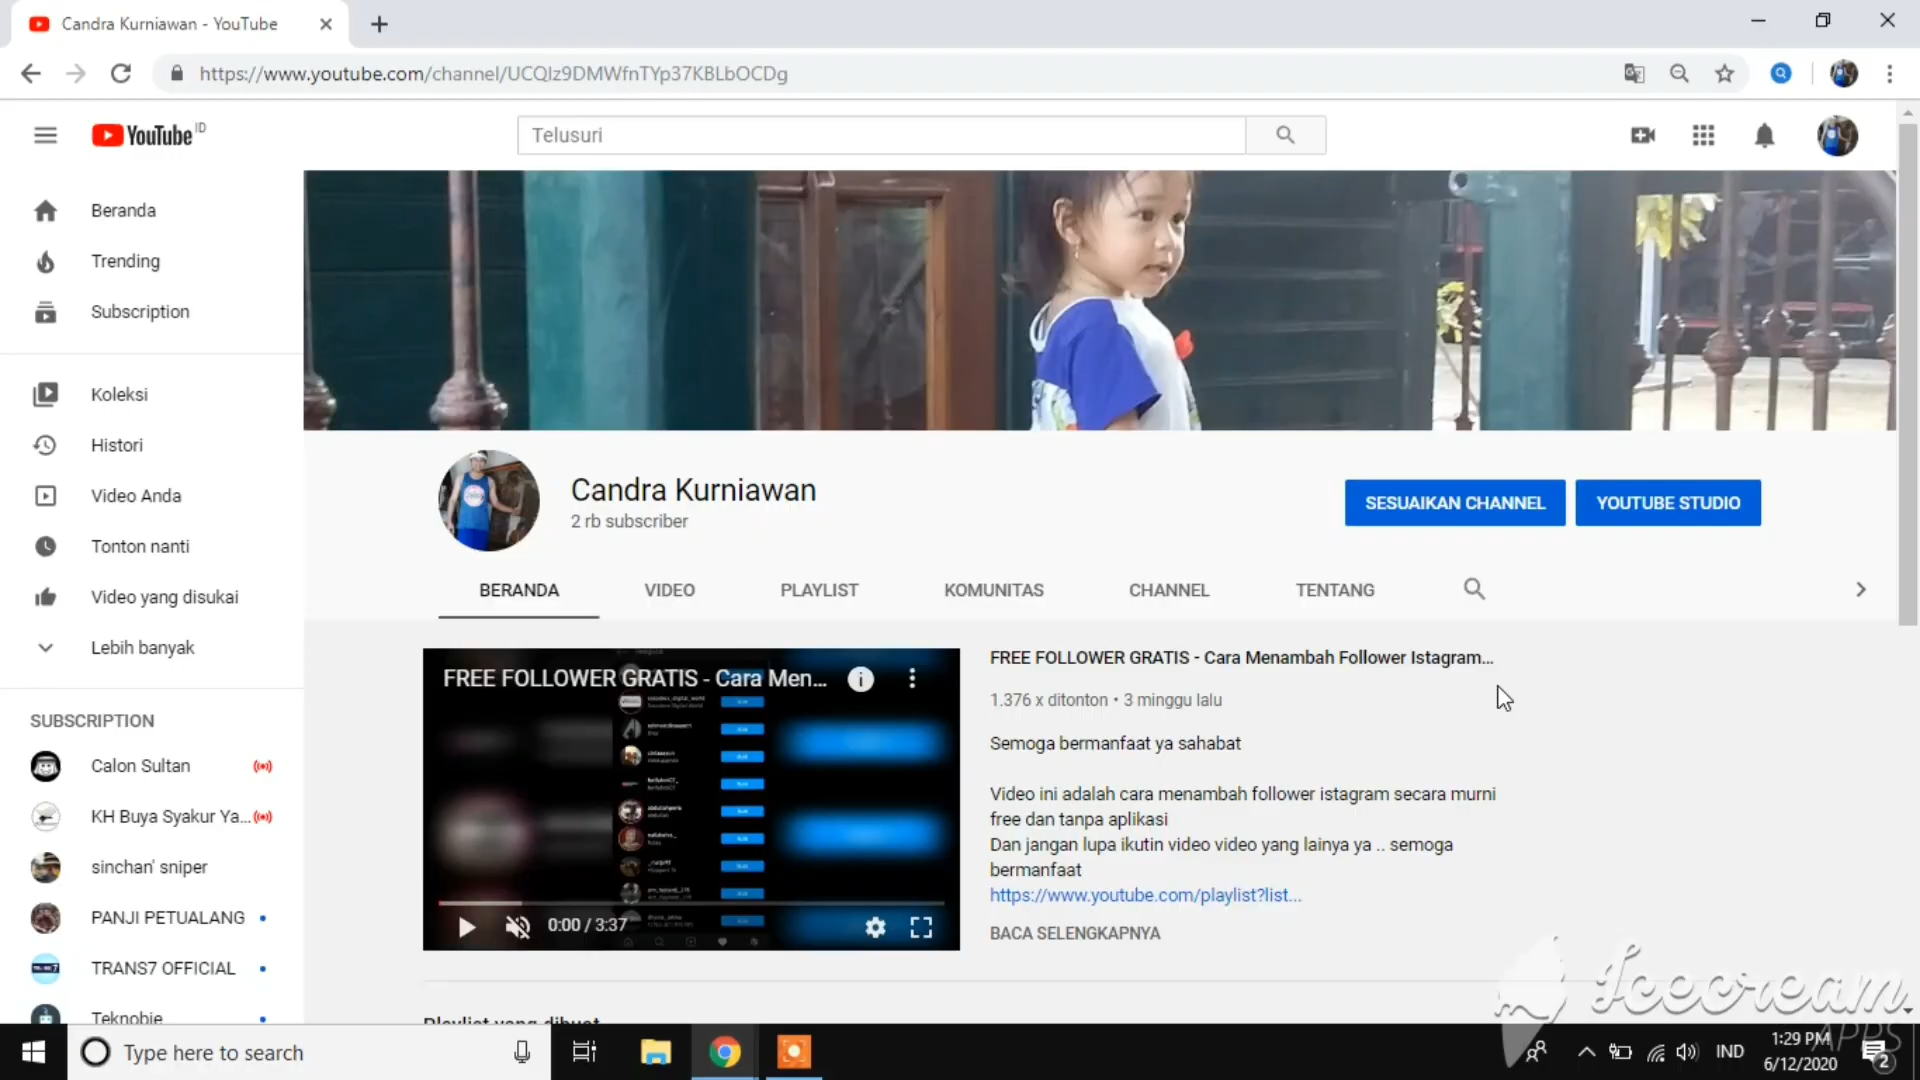 Candra Kurniawan - YouTube
https://www.youtube.com/channel/UCQIz9DMWfnTYp37KBLbOCDg
YouTube ID
Telusuri
Beranda
Trending
Subscription
Koleksi
Histori
Video Anda
Tonton nanti
Video yang disukai
Lebih banyak
SUBSCRIPTION
Calon Sultan
KH Buya Syakur Ya...
sinchan' sniper
PANJI PETUALANG
TRANS7 OFFICIAL
Teknobie
Candra Kurniawan
2 rb subscriber
SESUAIKAN CHANNEL
YOUTUBE STUDIO
BERANDA
VIDEO
PLAYLIST
KOMUNITAS
CHANNEL
TENTANG
FREE FOLLOWER GRATIS - Cara Men...
0:00 / 3:37
FREE FOLLOWER GRATIS - Cara Menambah Follower Istagram...
1.376 x ditonton • 3 minggu lalu
Semoga bermanfaat ya sahabat
Video ini adalah cara menambah follower istagram secara murni
free dan tanpa aplikasi
Dan jangan lupa ikutin video video yang lainya ya .. semoga
bermanfaat
https://www.youtube.com/playlist?list...
BACA SELENGKAPNYA
Playlist yang dibuat
Icecream
APPS
Type here to search
IND
1:29 PM
6/12/2020
2